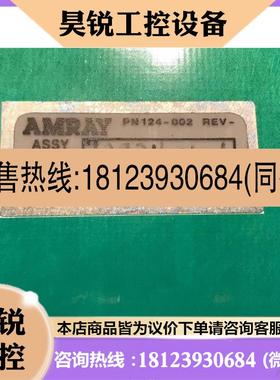 昊锐工控设备
AMRAY PN124-002 REV-
ASSY
售热线:18123930684(同
锐
控
本店商品皆为议价下单请咨询客服
咨询热线:18123930684 (微